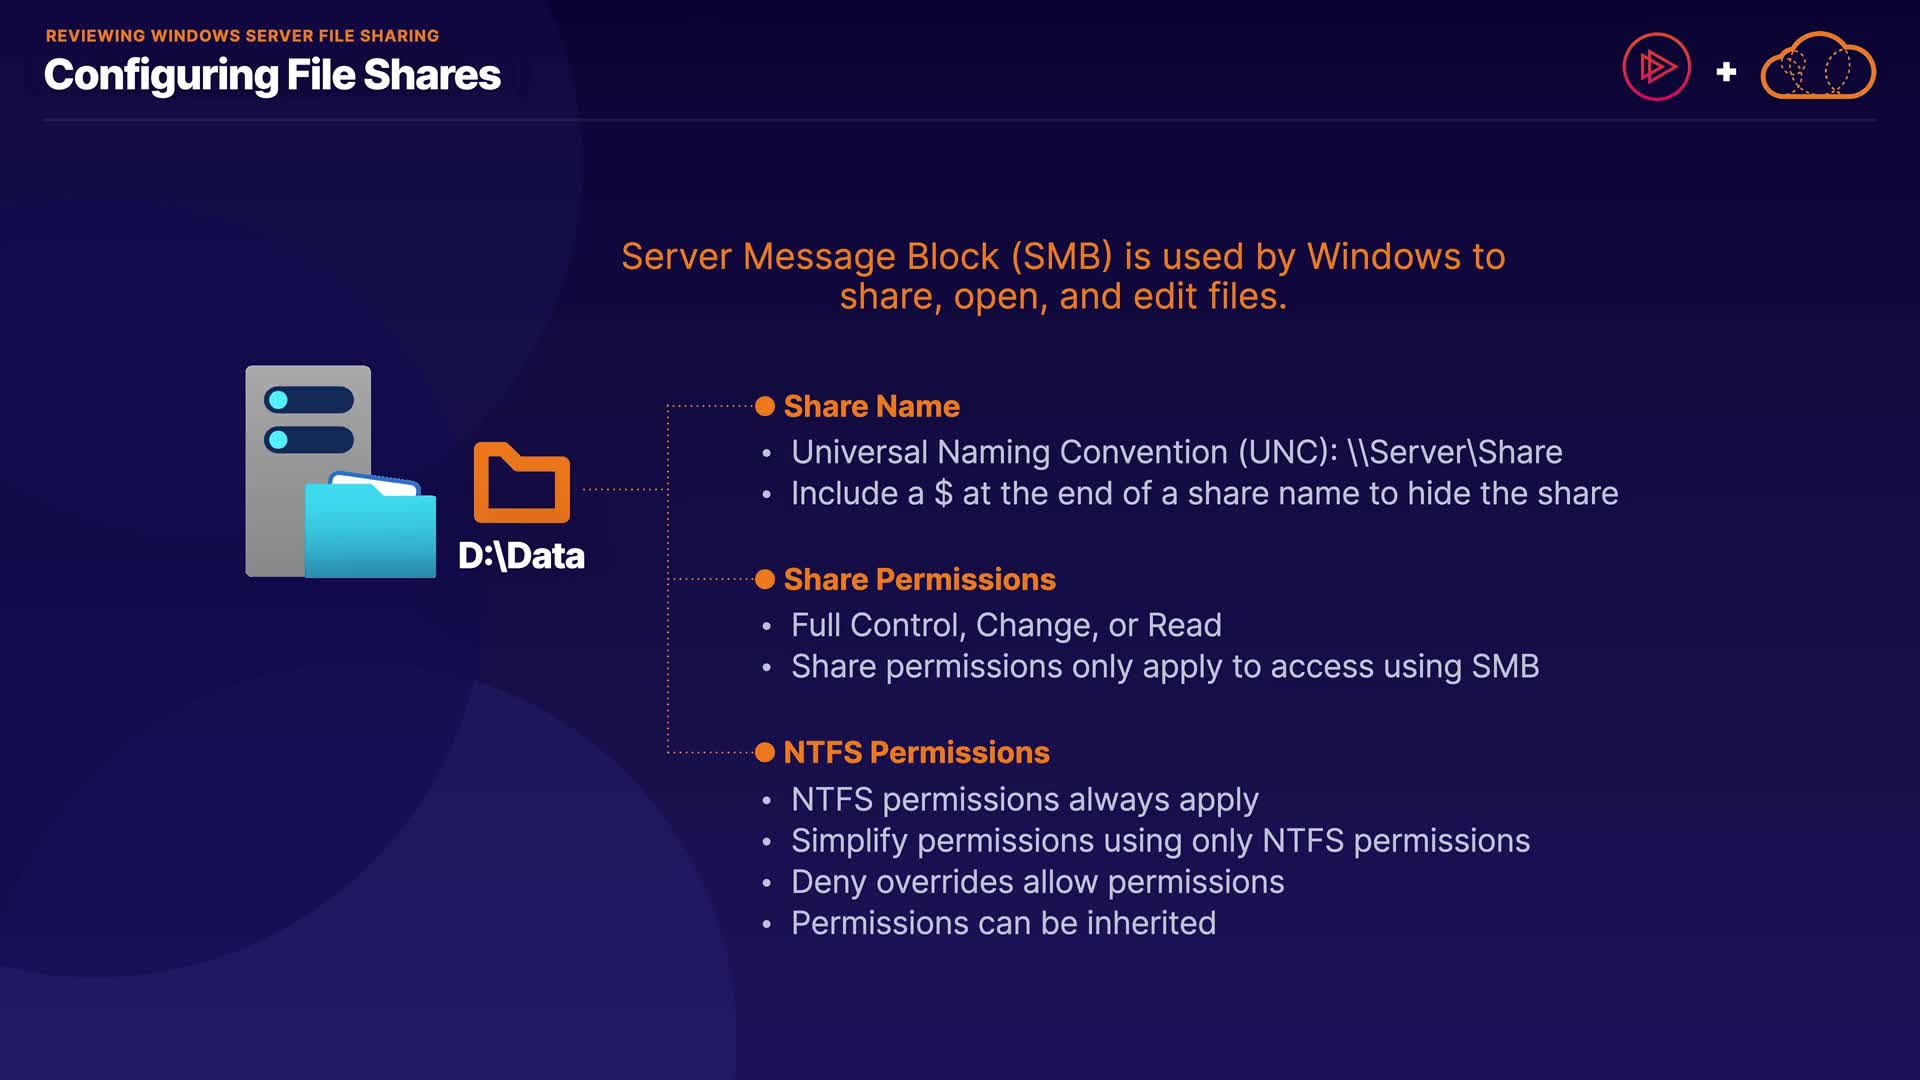 REVIEWING WINDOWS SERVER FILE SHARING
Configuring File Shares
Server Message Block (SMB) is used by Windows to
share, open, and edit files.
D:\Data
Share Name
• Universal Naming Convention (UNC): \\Server\Share
• Include a $ at the end of a share name to hide the share
Share Permissions
• Full Control, Change, or Read
• Share permissions only apply to access using SMB
NTFS Permissions
• NTFS permissions always apply
• Simplify permissions using only NTFS permissions
• Deny overrides allow permissions
• Permissions can be inherited